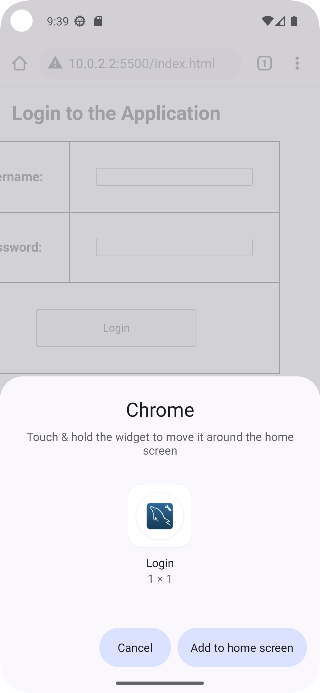 9:39
10.0.2.2:5500/index.html
1
Login to the Application
ername:
ssword:
Login
Chrome
Touch & hold the widget to move it around the home
screen
Login
1 × 1
Cancel
Add to home screen